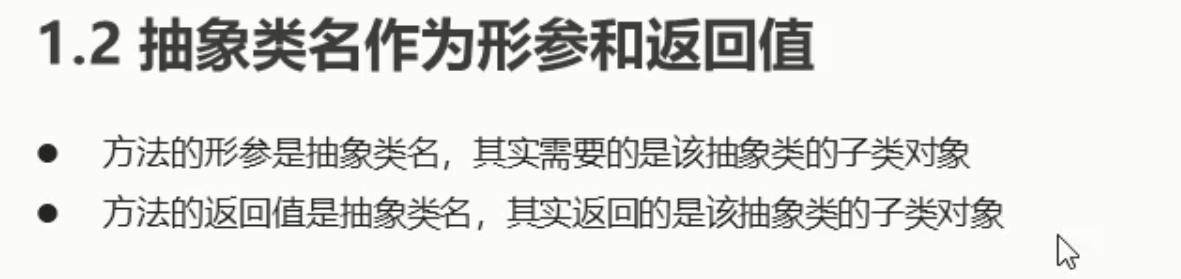 1.2 抽象类名作为形参和返回值
● 方法的形参是抽象类名，其实需要的是该抽象类的子类对象
● 方法的返回值是抽象类名，其实返回的是该抽象类的子类对象